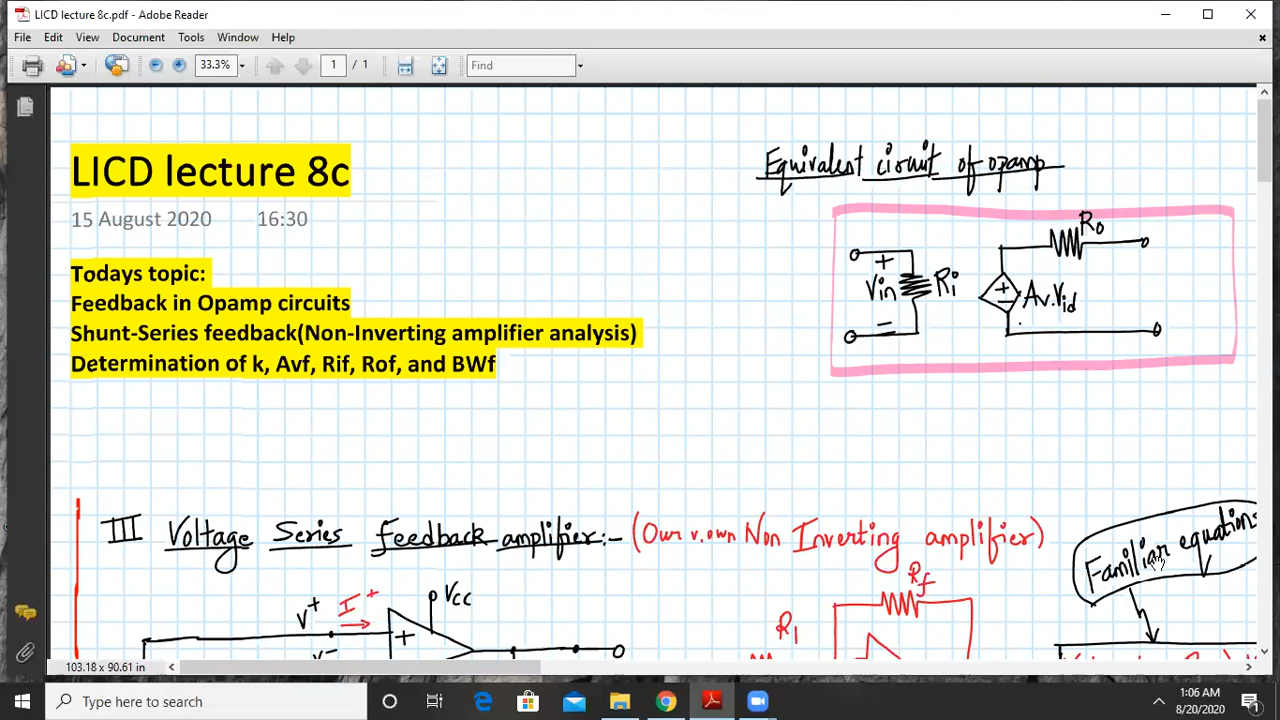 LICD lecture 8c.pdf - Adobe Reader
File Edit View Document Tools Window Help
33.3% 1 / 1 Find
LICD lecture 8c
15 August 2020 16:30
Todays topic:
Feedback in Opamp circuits
Shunt-Series feedback(Non-Inverting amplifier analysis)
Determination of k, Avf, Rif, Rof, and BWf
Equivalent circuit of opamp
Ro
+
Vin
Ri
-
+
-
Av.Vid
III Voltage Series feedback amplifier:- (Our v.own Non Inverting amplifier)
Familiar equations
Rf
V+ I+ VCC
+
R1
V-
103.18 x 90.61 in
Type here to search
1:06 AM
8/20/2020
1